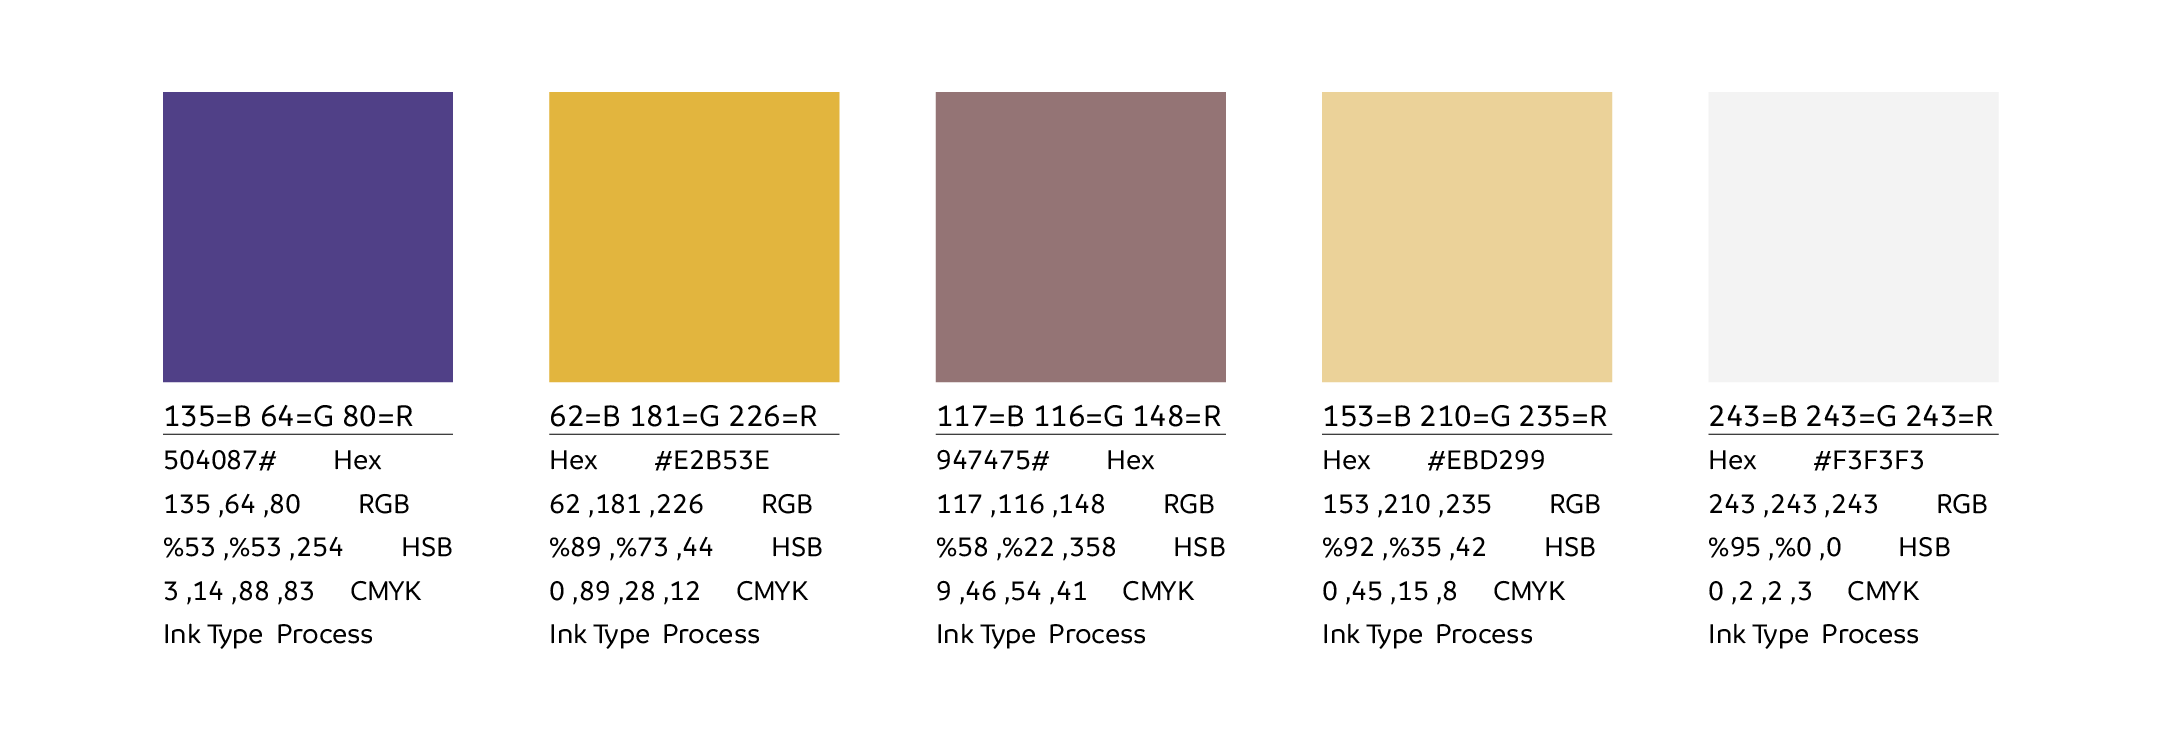 135=B 64=G 80=R
504087# Hex
135 ,64 ,80 RGB
%53 ,%53 ,254 HSB
3 ,14 ,88 ,83 CMYK
Ink Type Process
62=B 181=G 226=R
Hex #E2B53E
62 ,181 ,226 RGB
%89 ,%73 ,44 HSB
0 ,89 ,28 ,12 CMYK
Ink Type Process
117=B 116=G 148=R
947475# Hex
117 ,116 ,148 RGB
%58 ,%22 ,358 HSB
9 ,46 ,54 ,41 CMYK
Ink Type Process
153=B 210=G 235=R
Hex #EBD299
153 ,210 ,235 RGB
%92 ,%35 ,42 HSB
0 ,45 ,15 ,8 CMYK
Ink Type Process
243=B 243=G 243=R
Hex #F3F3F3
243 ,243 ,243 RGB
%95 ,%0 ,0 HSB
0 ,2 ,2 ,3 CMYK
Ink Type Process